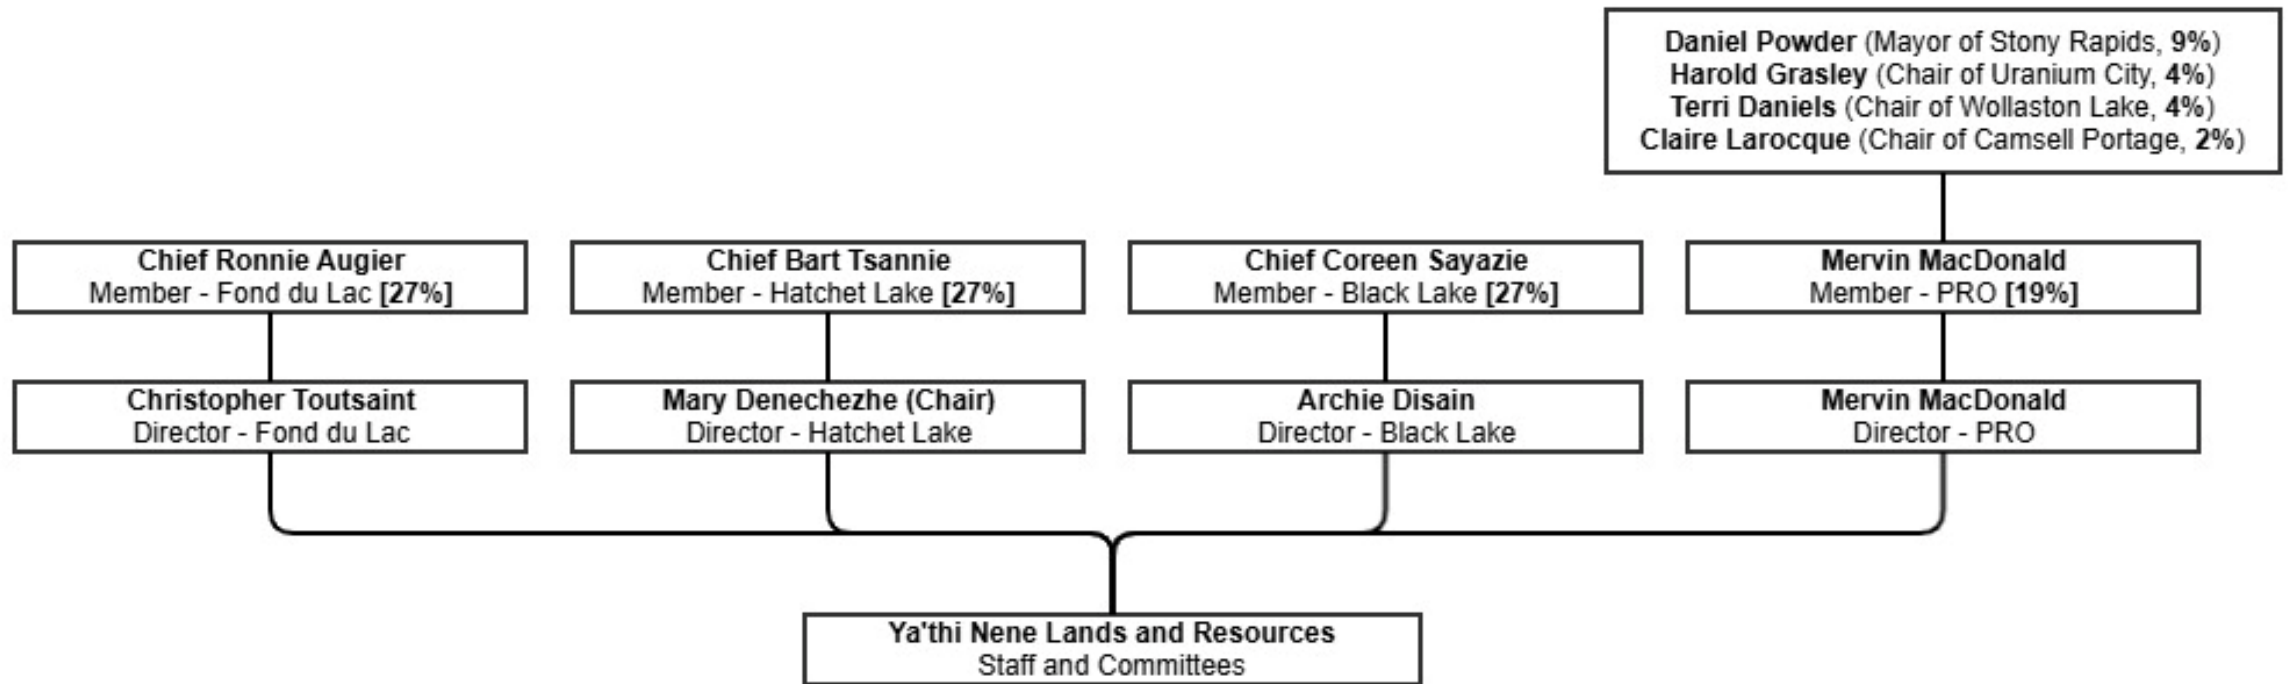 Daniel Powder (Mayor of Stony Rapids, 9%)
Harold Grasley (Chair of Uranium City, 4%)
Terri Daniels (Chair of Wollaston Lake, 4%)
Claire Larocque (Chair of Camsell Portage, 2%)
Chief Ronnie Augier
Member - Fond du Lac [27%]
Chief Bart Tsannie
Member - Hatchet Lake [27%]
Chief Coreen Sayazie
Member - Black Lake [27%]
Mervin MacDonald
Member - PRO [19%]
Christopher Toutsaint
Director - Fond du Lac
Mary Denechezhe (Chair)
Director - Hatchet Lake
Archie Disain
Director - Black Lake
Mervin MacDonald
Director - PRO
Ya'thi Nene Lands and Resources
Staff and Committees